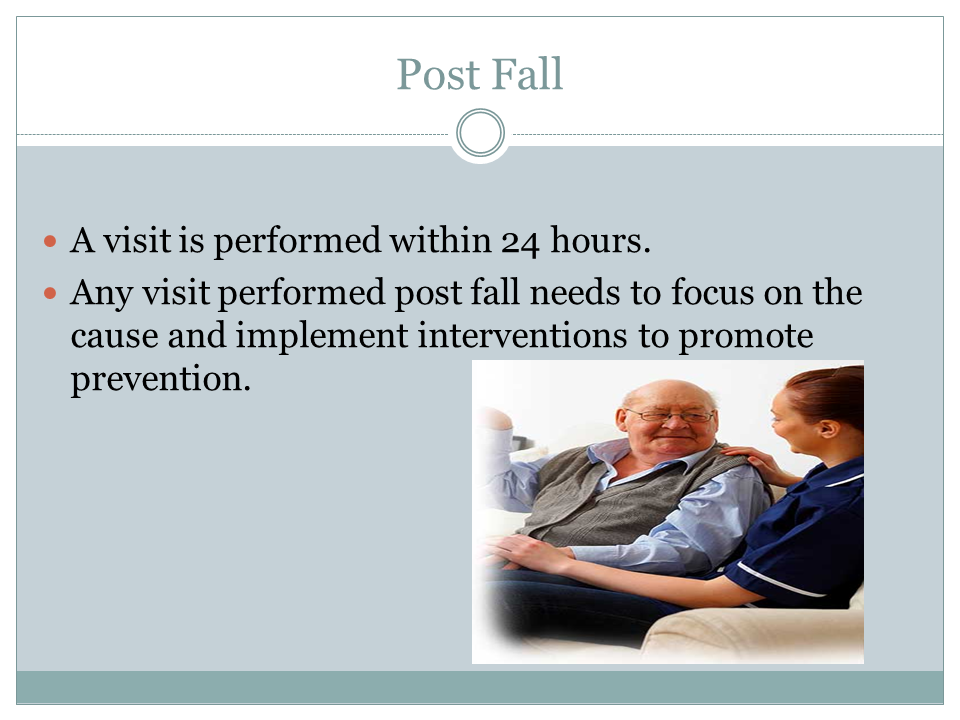 Post Fall
A visit is performed within 24 hours.
Any visit performed post fall needs to focus on the
cause and implement interventions to promote
prevention.